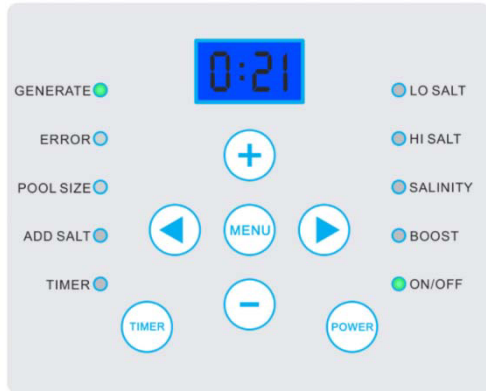 0:21
GENERATE
LO SALT
ERROR
HI SALT
+
POOL SIZE
SALINITY
ADD SALT
MENU
BOOST
TIMER
ON/OFF
−
TIMER
POWER